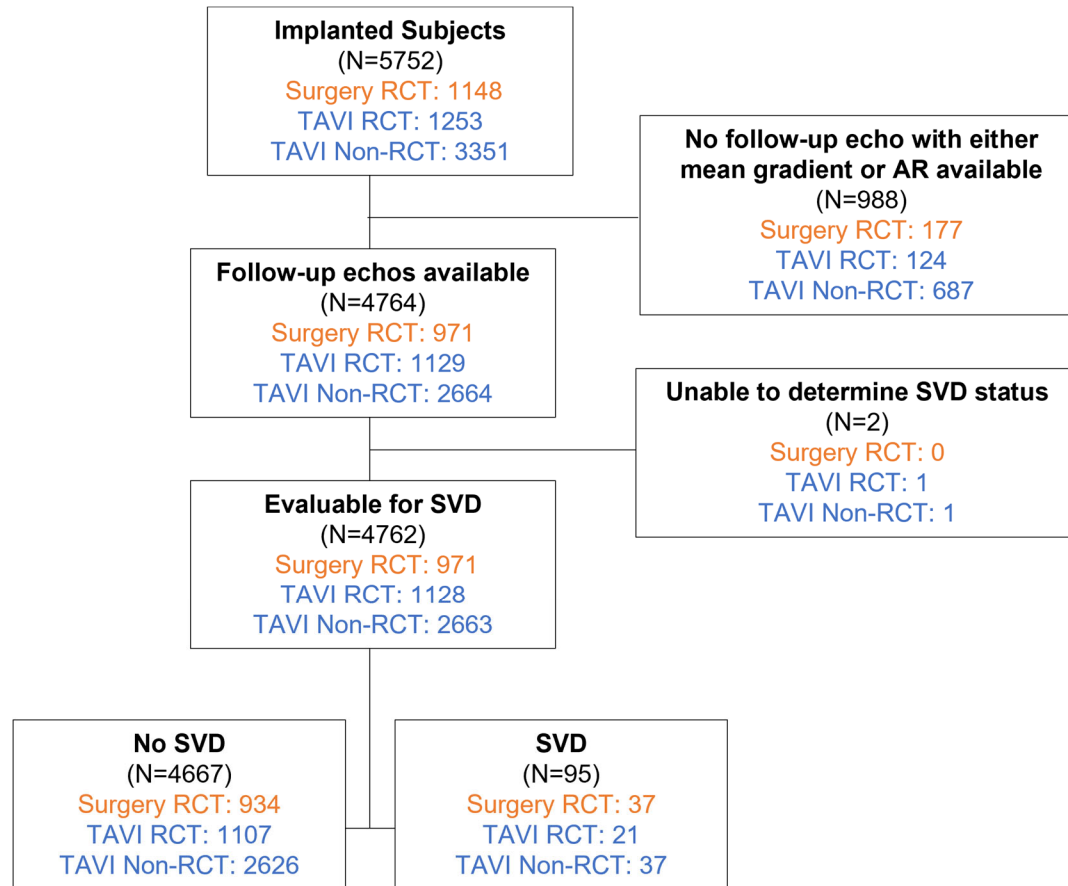 Implanted Subjects
(N=5752)
Surgery RCT: 1148
TAVI RCT: 1253
TAVI Non-RCT: 3351
No follow-up echo with either
mean gradient or AR available
(N=988)
Surgery RCT: 177
TAVI RCT: 124
TAVI Non-RCT: 687
Follow-up echos available
(N=4764)
Surgery RCT: 971
TAVI RCT: 1129
TAVI Non-RCT: 2664
Unable to determine SVD status
(N=2)
Surgery RCT: 0
TAVI RCT: 1
TAVI Non-RCT: 1
Evaluable for SVD
(N=4762)
Surgery RCT: 971
TAVI RCT: 1128
TAVI Non-RCT: 2663
No SVD
(N=4667)
Surgery RCT: 934
TAVI RCT: 1107
TAVI Non-RCT: 2626
SVD
(N=95)
Surgery RCT: 37
TAVI RCT: 21
TAVI Non-RCT: 37